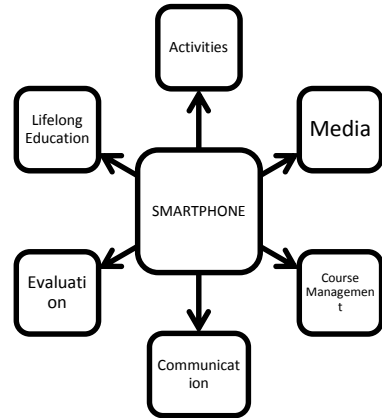 Activities
Lifelong
Education
Media
SMARTPHONE
Evaluati
on
Course
Managemen
t
Communicat
ion